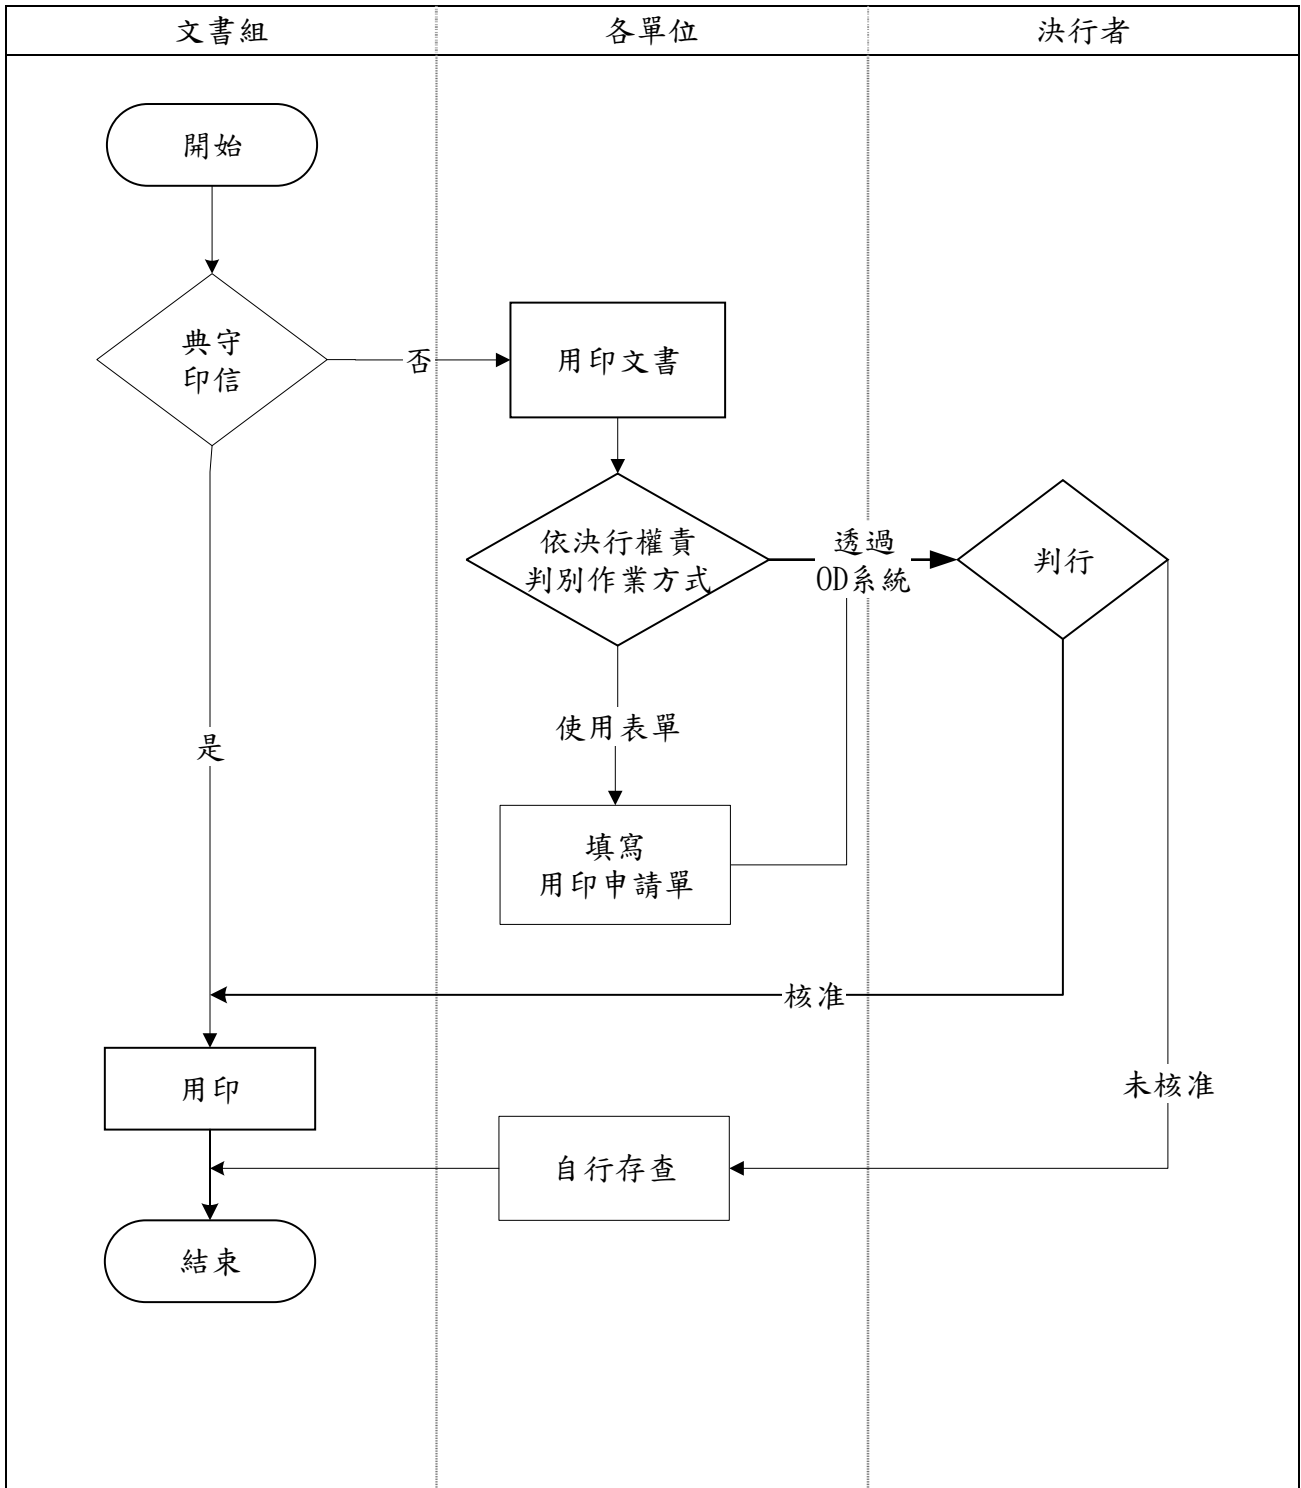 文書組
各單位
決行者
開始
典守
印信
否
用印文書
依決行權責
判別作業方式
透過
OD系統
判行
使用表單
是
填寫
用印申請單
核准
用印
未核准
自行存查
結束